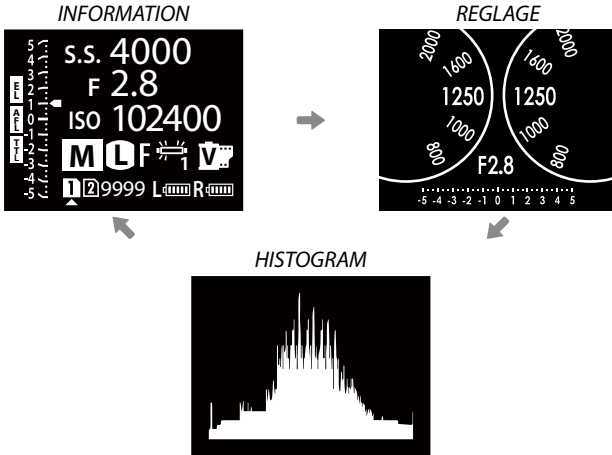 INFORMATION
5
4
3
2
1
0
-1
-2
-3
-4
-5
EL
AFL
TTL
S.S. 4000
F 2.8
ISO 102400
M L F 1 V
1 2 9999 L R
REGLAGE
2000 2000
1600 1600
1250 1250
1000 1000
800 800
F2.8
-5 -4 -3 -2 -1 0 1 2 3 4 5
HISTOGRAM